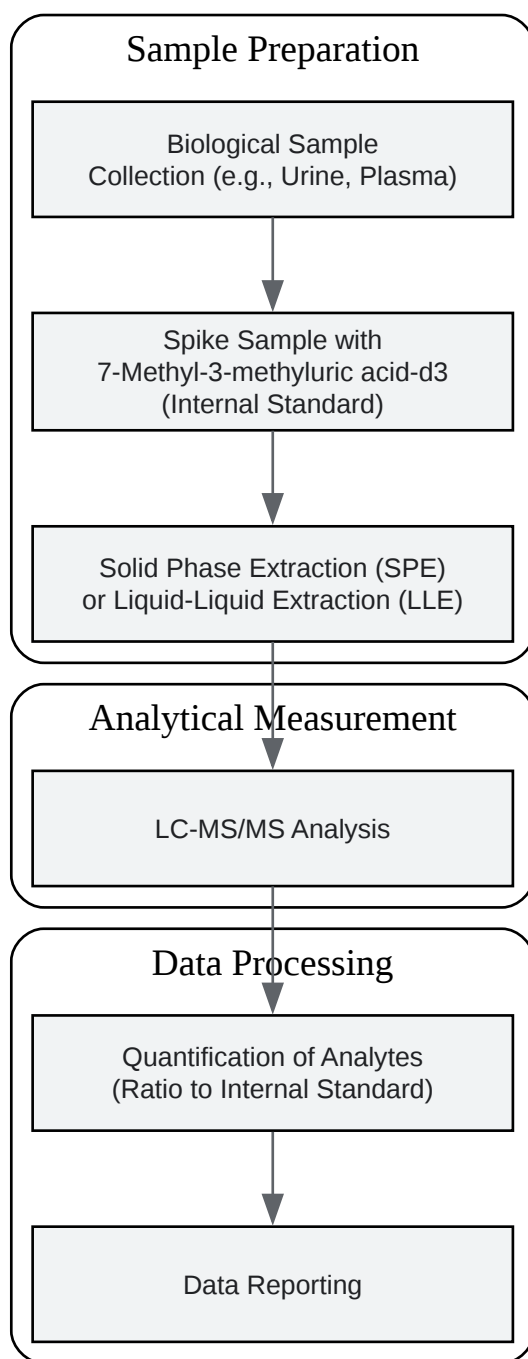 Sample Preparation
Biological Sample
Collection (e.g., Urine, Plasma)
Spike Sample with
7-Methyl-3-methyluric acid-d3
(Internal Standard)
Solid Phase Extraction (SPE)
or Liquid-Liquid Extraction (LLE)
Analytical Measurement
LC-MS/MS Analysis
Data Processing
Quantification of Analytes
(Ratio to Internal Standard)
Data Reporting